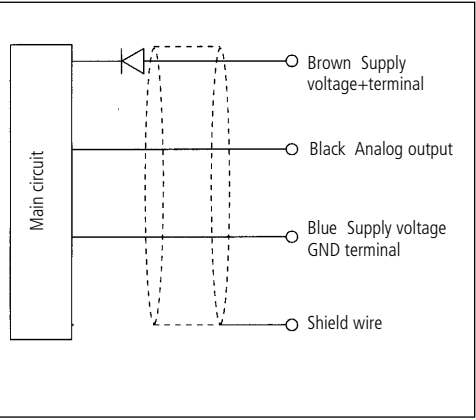 Brown Supply
voltage+terminal
Black Analog output
Main circuit
Blue Supply voltage
GND terminal
Shield wire